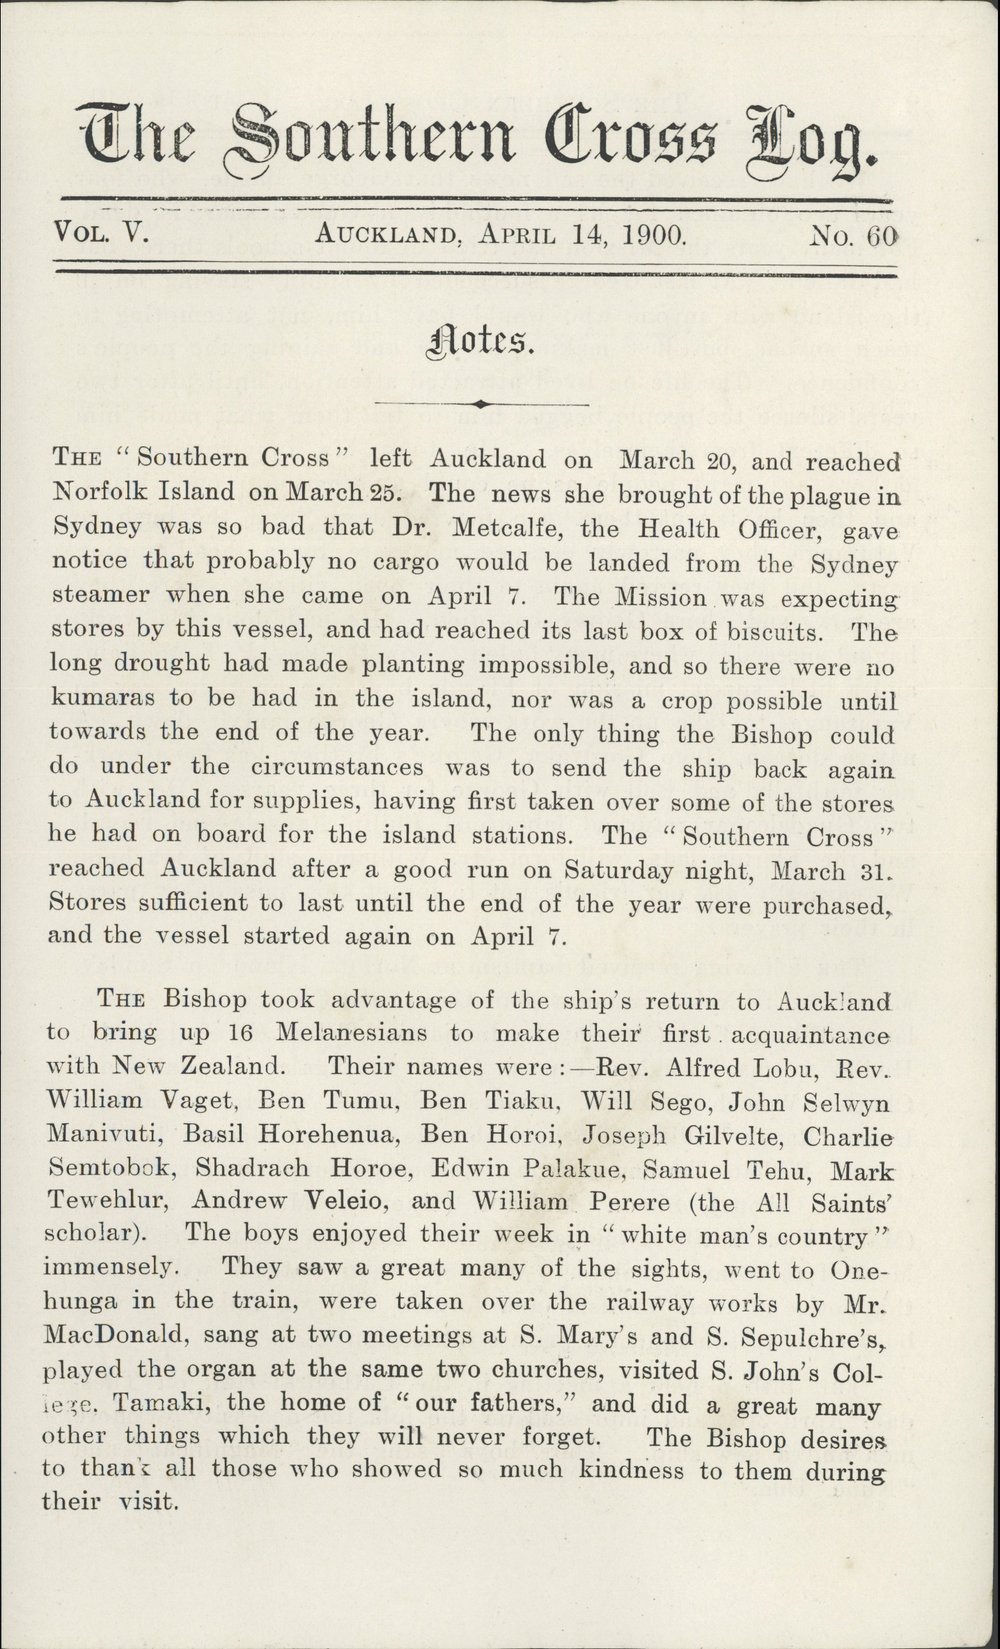 The Southern Cross Log.
VOL. V. AUCKLAND, APRIL 14, 1900. No. 60
Notes.
THE “Southern Cross” left Auckland on March 20, and reached
Norfolk Island on March 25. The news she brought of the plague in
Sydney was so bad that Dr. Metcalfe, the Health Officer, gave
notice that probably no cargo would be landed from the Sydney
steamer when she came on April 7. The Mission was expecting
stores by this vessel, and had reached its last box of biscuits. The
long drought had made planting impossible, and so there were no
kumaras to be had in the island, nor was a crop possible until
towards the end of the year. The only thing the Bishop could
do under the circumstances was to send the ship back again
to Auckland for supplies, having first taken over some of the stores
he had on board for the island stations. The “Southern Cross”
reached Auckland after a good run on Saturday night, March 31.
Stores sufficient to last until the end of the year were purchased,
and the vessel started again on April 7.
THE Bishop took advantage of the ship's return to Auckland
to bring up 16 Melanesians to make their first acquaintance
with New Zealand. Their names were:—Rev. Alfred Lobu, Rev.
William Vaget, Ben Tumu, Ben Tiaku, Will Sego, John Selwyn
Manivuti, Basil Horehenua, Ben Horoi, Joseph Gilvelte, Charlie
Semtobok, Shadrach Horoe, Edwin Palakue, Samuel Tehu, Mark
Tewehlur, Andrew Veleio, and William Perere (the All Saints'
scholar). The boys enjoyed their week in “white man's country”
immensely. They saw a great many of the sights, went to One-
hunga in the train, were taken over the railway works by Mr.
MacDonald, sang at two meetings at S. Mary's and S. Sepulchre's,
played the organ at the same two churches, visited S. John's Col-
lege, Tamaki, the home of “our fathers,” and did a great many
other things which they will never forget. The Bishop desires
to thank all those who showed so much kindness to them during
their visit.